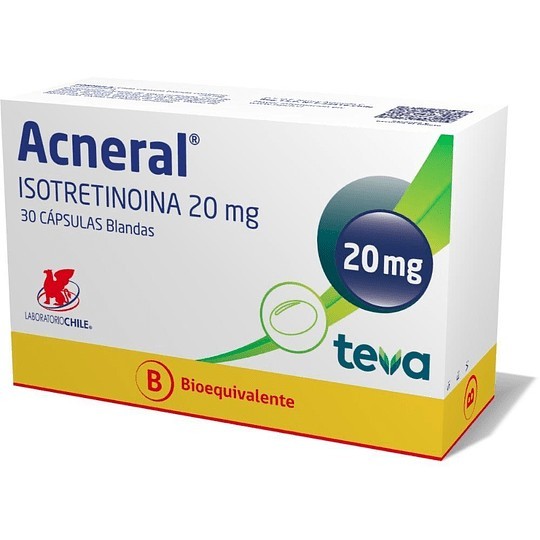 Acneral®
ISOTRETINOINA 20 mg
30 CÁPSULAS Blandas
20 mg
LABORATORIOCHILE®
teva
B Bioequivalente
B